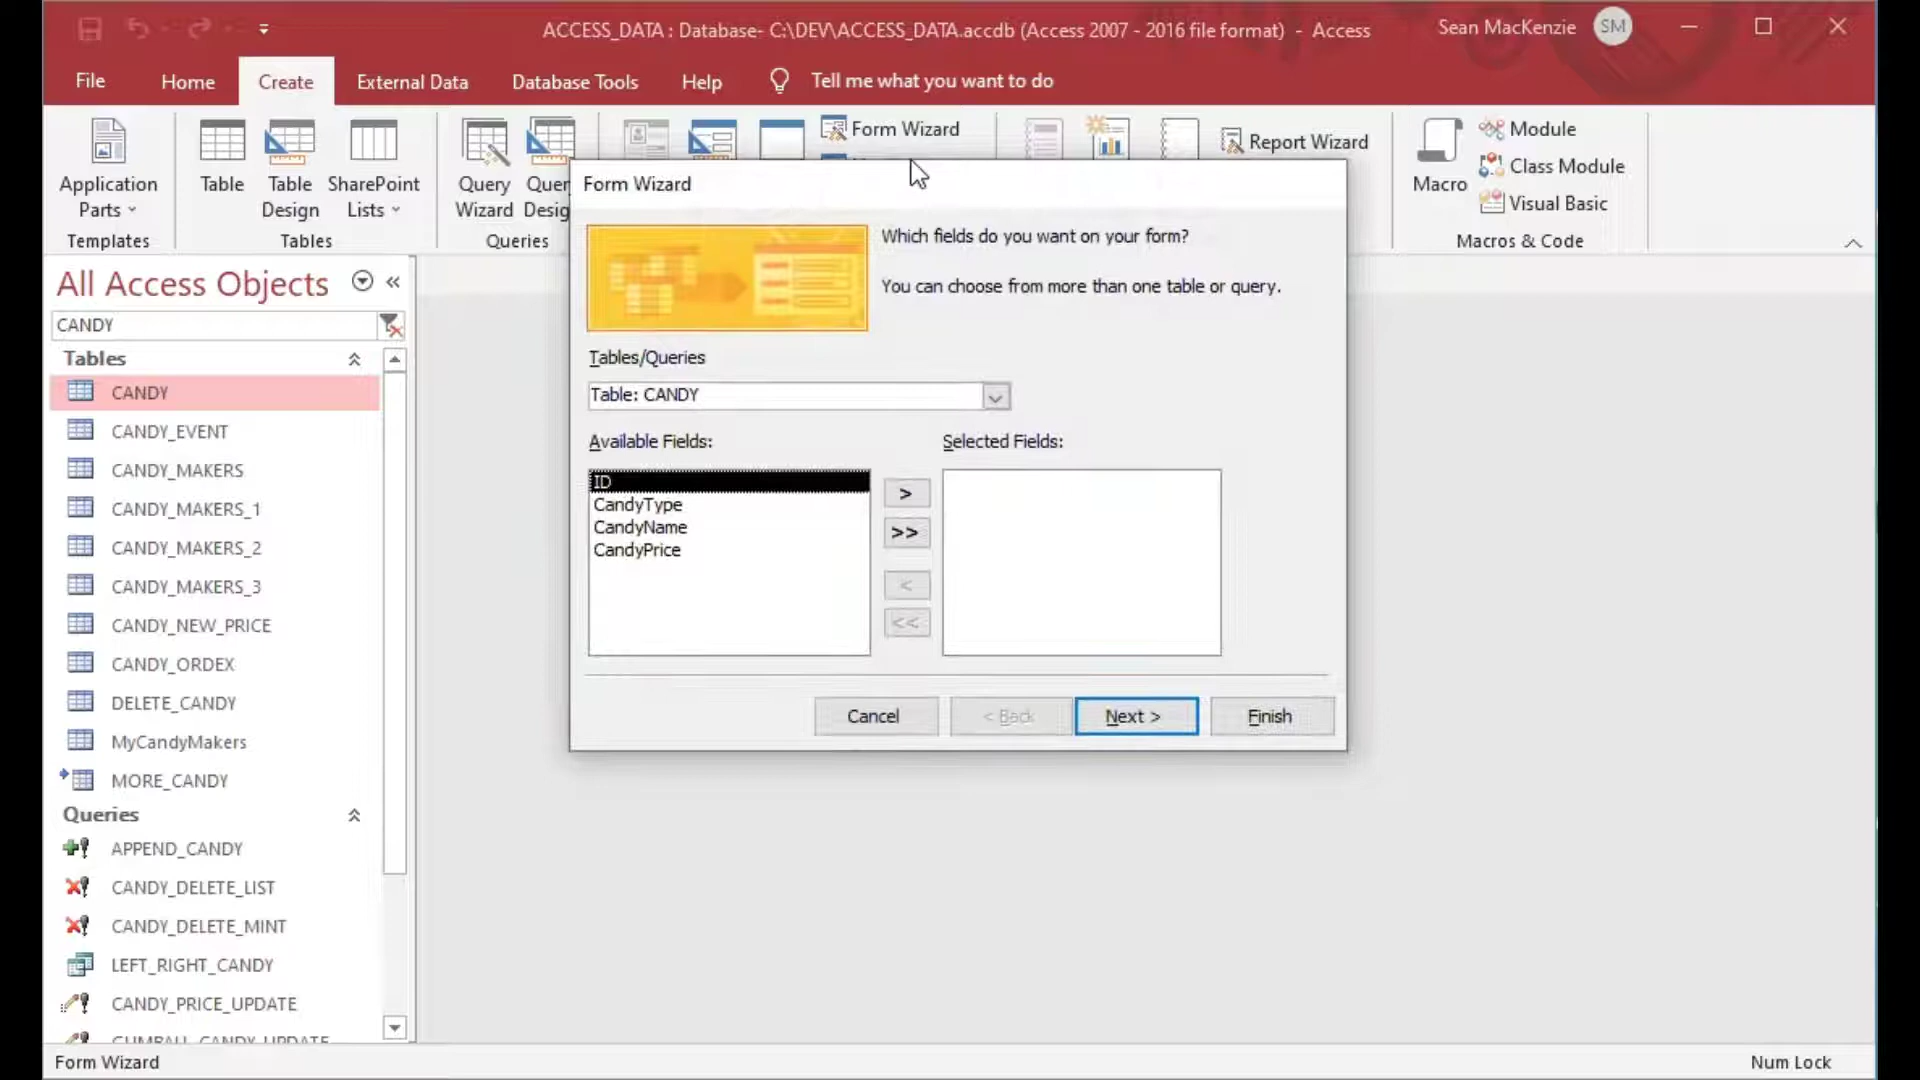 ACCESS_DATA : Database- C:\DEV\ACCESS_DATA.accdb (Access 2007 - 2016 file format) - Access
Sean MacKenzie
SM
File
Home
Create
External Data
Database Tools
Help
Tell me what you want to do
Application
Parts
Templates
Table
Table
Design
SharePoint
Lists
Tables
Query
Wizard
Queries
Form Wizard
Report Wizard
Macro
Module
Class Module
Visual Basic
Macros & Code
All Access Objects
CANDY
Tables
CANDY
CANDY_EVENT
CANDY_MAKERS
CANDY_MAKERS_1
CANDY_MAKERS_2
CANDY_MAKERS_3
CANDY_NEW_PRICE
CANDY_ORDEX
DELETE_CANDY
MyCandyMakers
MORE_CANDY
Queries
APPEND_CANDY
CANDY_DELETE_LIST
CANDY_DELETE_MINT
LEFT_RIGHT_CANDY
CANDY_PRICE_UPDATE
Form Wizard
Which fields do you want on your form?
You can choose from more than one table or query.
Tables/Queries
Table: CANDY
Available Fields:
Selected Fields:
ID
CandyType
CandyName
CandyPrice
>
>>
<
<<
Cancel
< Back
Next >
Finish
Form Wizard
Num Lock